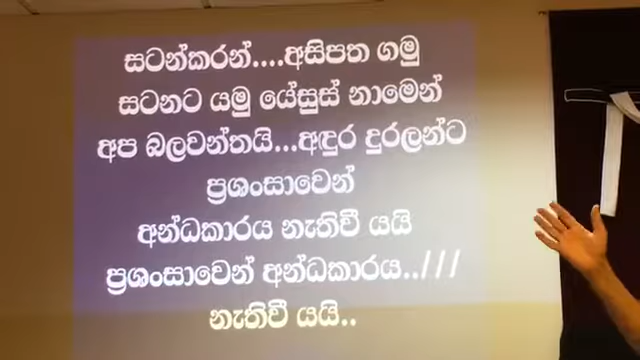 සටන්කරන්....අසිපත ගමු
සටනට යමු යේසුස් නාමෙන්
අප බලවන්තයි...අඳුර දුරලන්ට
ප්‍රශංසාවෙන්
අන්ධකාරය නැතිවී යයි
ප්‍රශංසාවෙන් අන්ධකාරය..///
නැතිවී යයි..